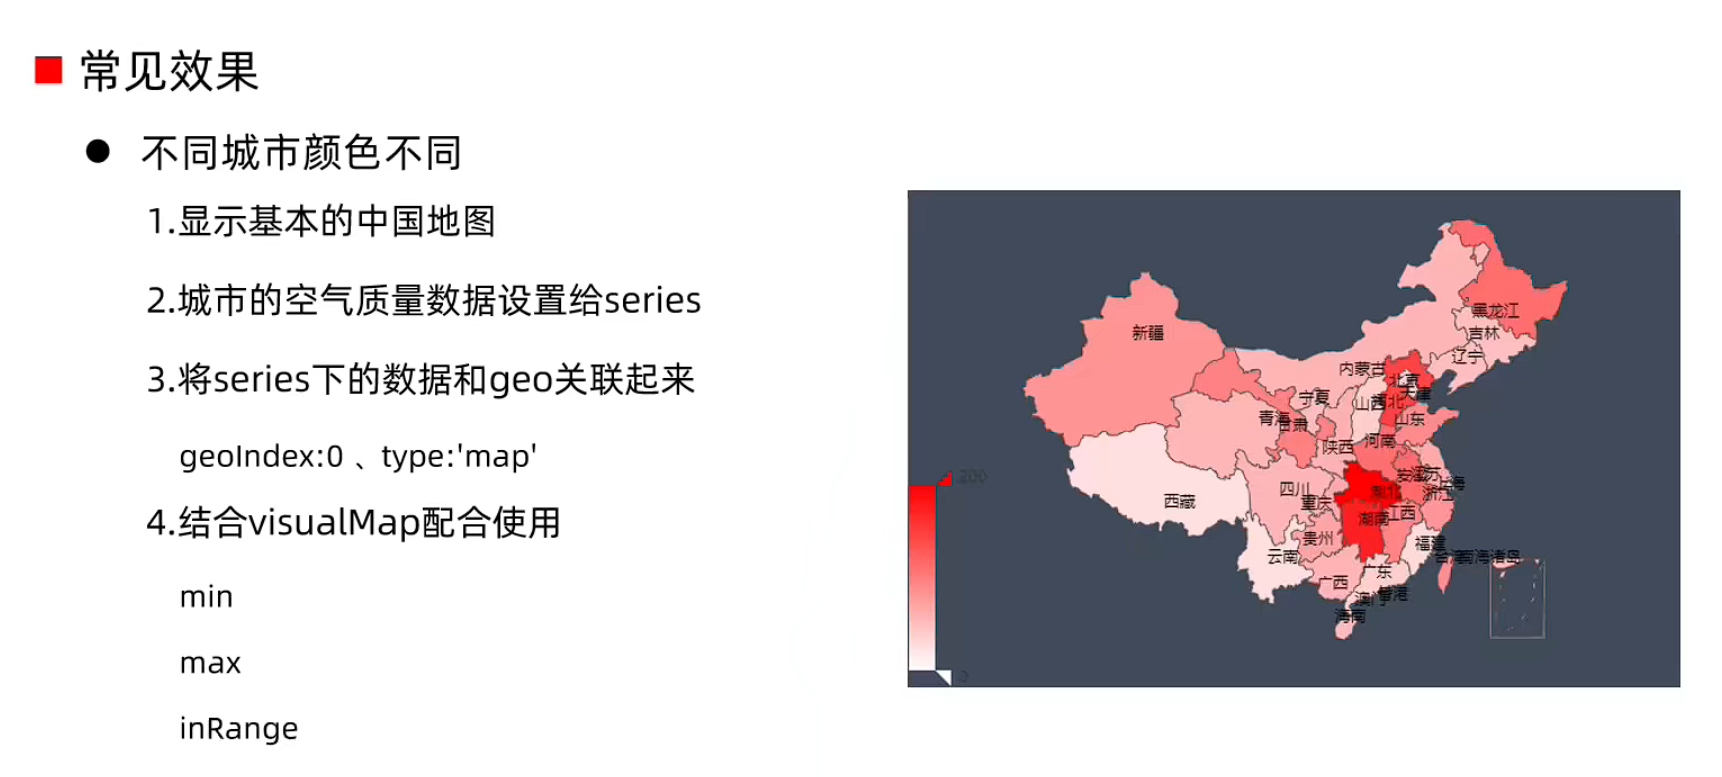 常见效果
不同城市颜色不同
1.显示基本的中国地图
2.城市的空气质量数据设置给series
3.将series下的数据和geo关联起来
geoIndex:0 、type:'map'
4.结合visualMap配合使用
min
max
inRange
黑龙江
吉林
新疆
辽宁
内蒙古
北京
天津
宁夏
山西
河北
青海
甘肃
山东
河南
陕西
200
安徽
江苏
上海
四川
湖北
浙江
西藏
重庆
湖南
江西
贵州
福建
云南
台湾
南海诸岛
广东
广西
澳门
香港
海南
0